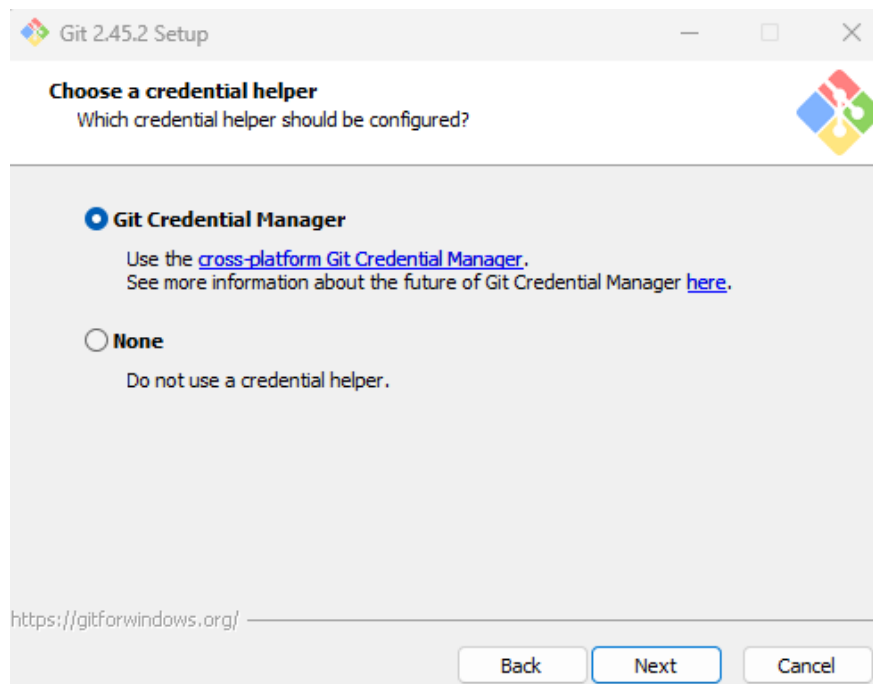 Git 2.45.2 Setup
Choose a credential helper
Which credential helper should be configured?
Git Credential Manager
Use the cross-platform Git Credential Manager.
See more information about the future of Git Credential Manager here.
None
Do not use a credential helper.
https://gitforwindows.org/
Back Next Cancel